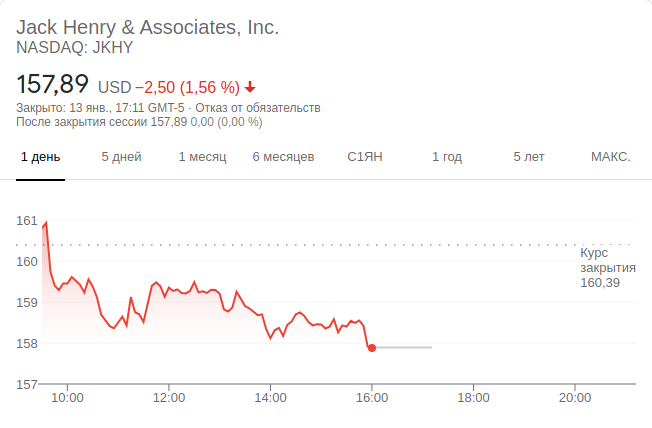 Jack Henry & Associates, Inc.
NASDAQ: JKHY
157,89 USD −2,50 (1,56 %)
Закрыто: 13 янв., 17:11 GMT-5 · Отказ от обязательств
После закрытия сессии 157,89 0,00 (0,00 %)
1 день 5 дней 1 месяц 6 месяцев С1ЯН 1 год 5 лет МАКС.
161
160
159
158
157
Курс
закрытия
160,39
10:00 12:00 14:00 16:00 18:00 20:00